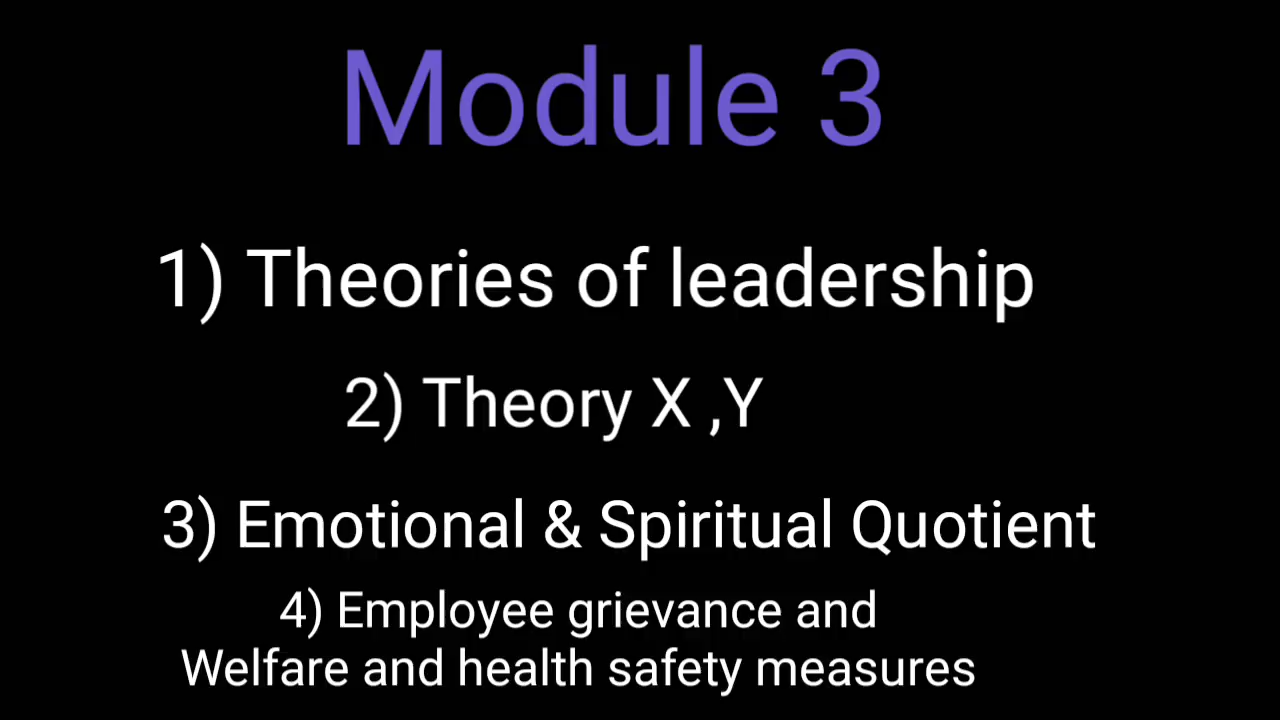 Module 3
1) Theories of leadership
2) Theory X ,Y
3) Emotional & Spiritual Quotient
4) Employee grievance and
Welfare and health safety measures